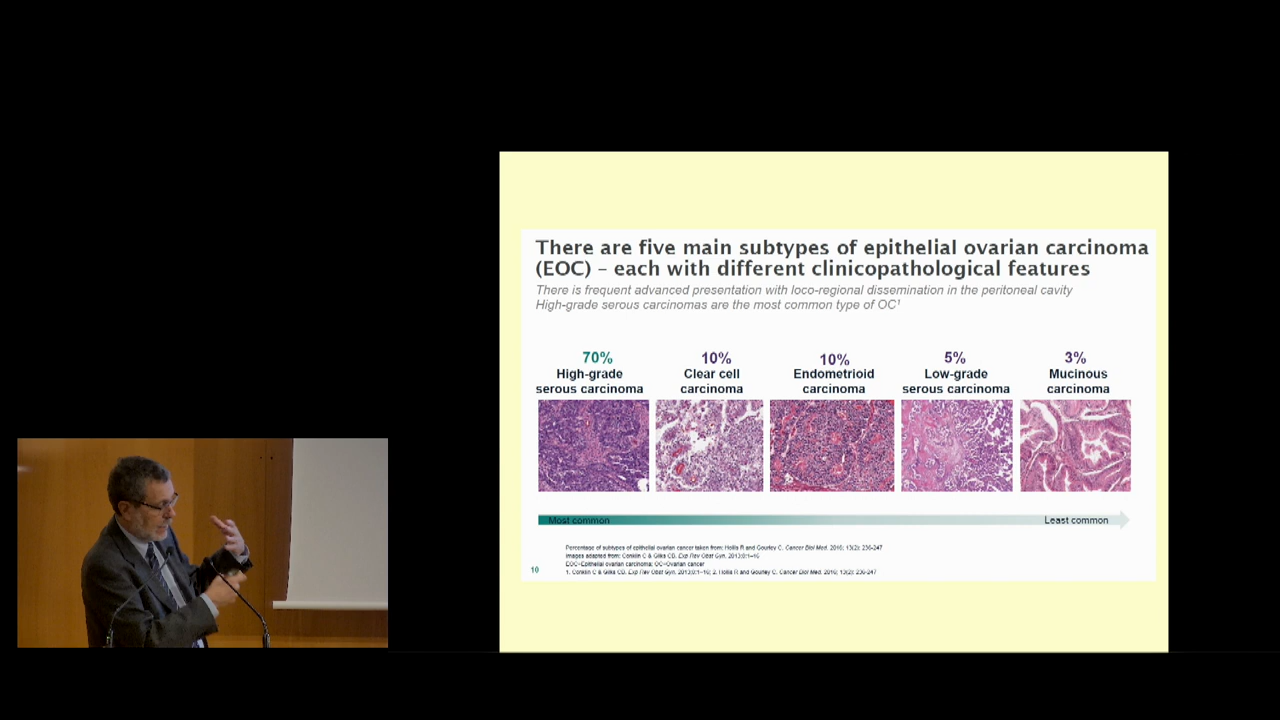 There are five main subtypes of epithelial ovarian carcinoma
(EOC) – each with different clinicopathological features
There is frequent advanced presentation with loco-regional dissemination in the peritoneal cavity
High-grade serous carcinomas are the most common type of OC¹
70%
High-grade
serous carcinoma
10%
Clear cell
carcinoma
10%
Endometrioid
carcinoma
5%
Low-grade
serous carcinoma
3%
Mucinous
carcinoma
Most common
Least common
Percentage of subtypes of epithelial ovarian cancer taken from: Hollis R and Gourley C. Cancer Biol Med. 2016; 13(2): 236-247
Images adapted from: Conklin C & Gilks CB. Exp Rev Obst Gyn. 2013;8:1–16
EOC=Epithelial ovarian carcinoma; OC=Ovarian cancer
1. Conklin C & Gilks CB. Exp Rev Obst Gyn. 2013;8:1–16; 2. Hollis R and Gourley C. Cancer Biol Med. 2016; 13(2): 236-247
10